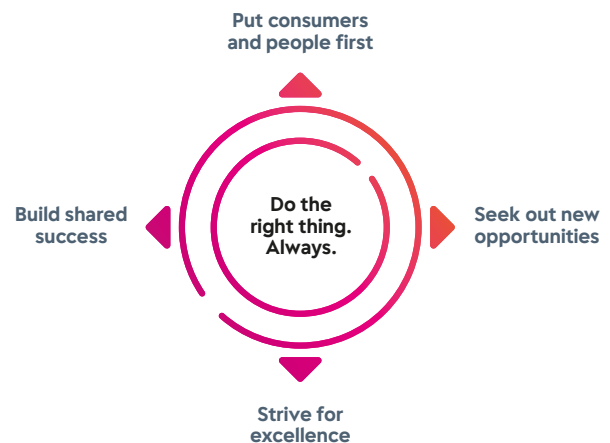 Put consumers
and people first
Build shared
success
Do the
right thing.
Always.
Seek out new
opportunities
Strive for
excellence